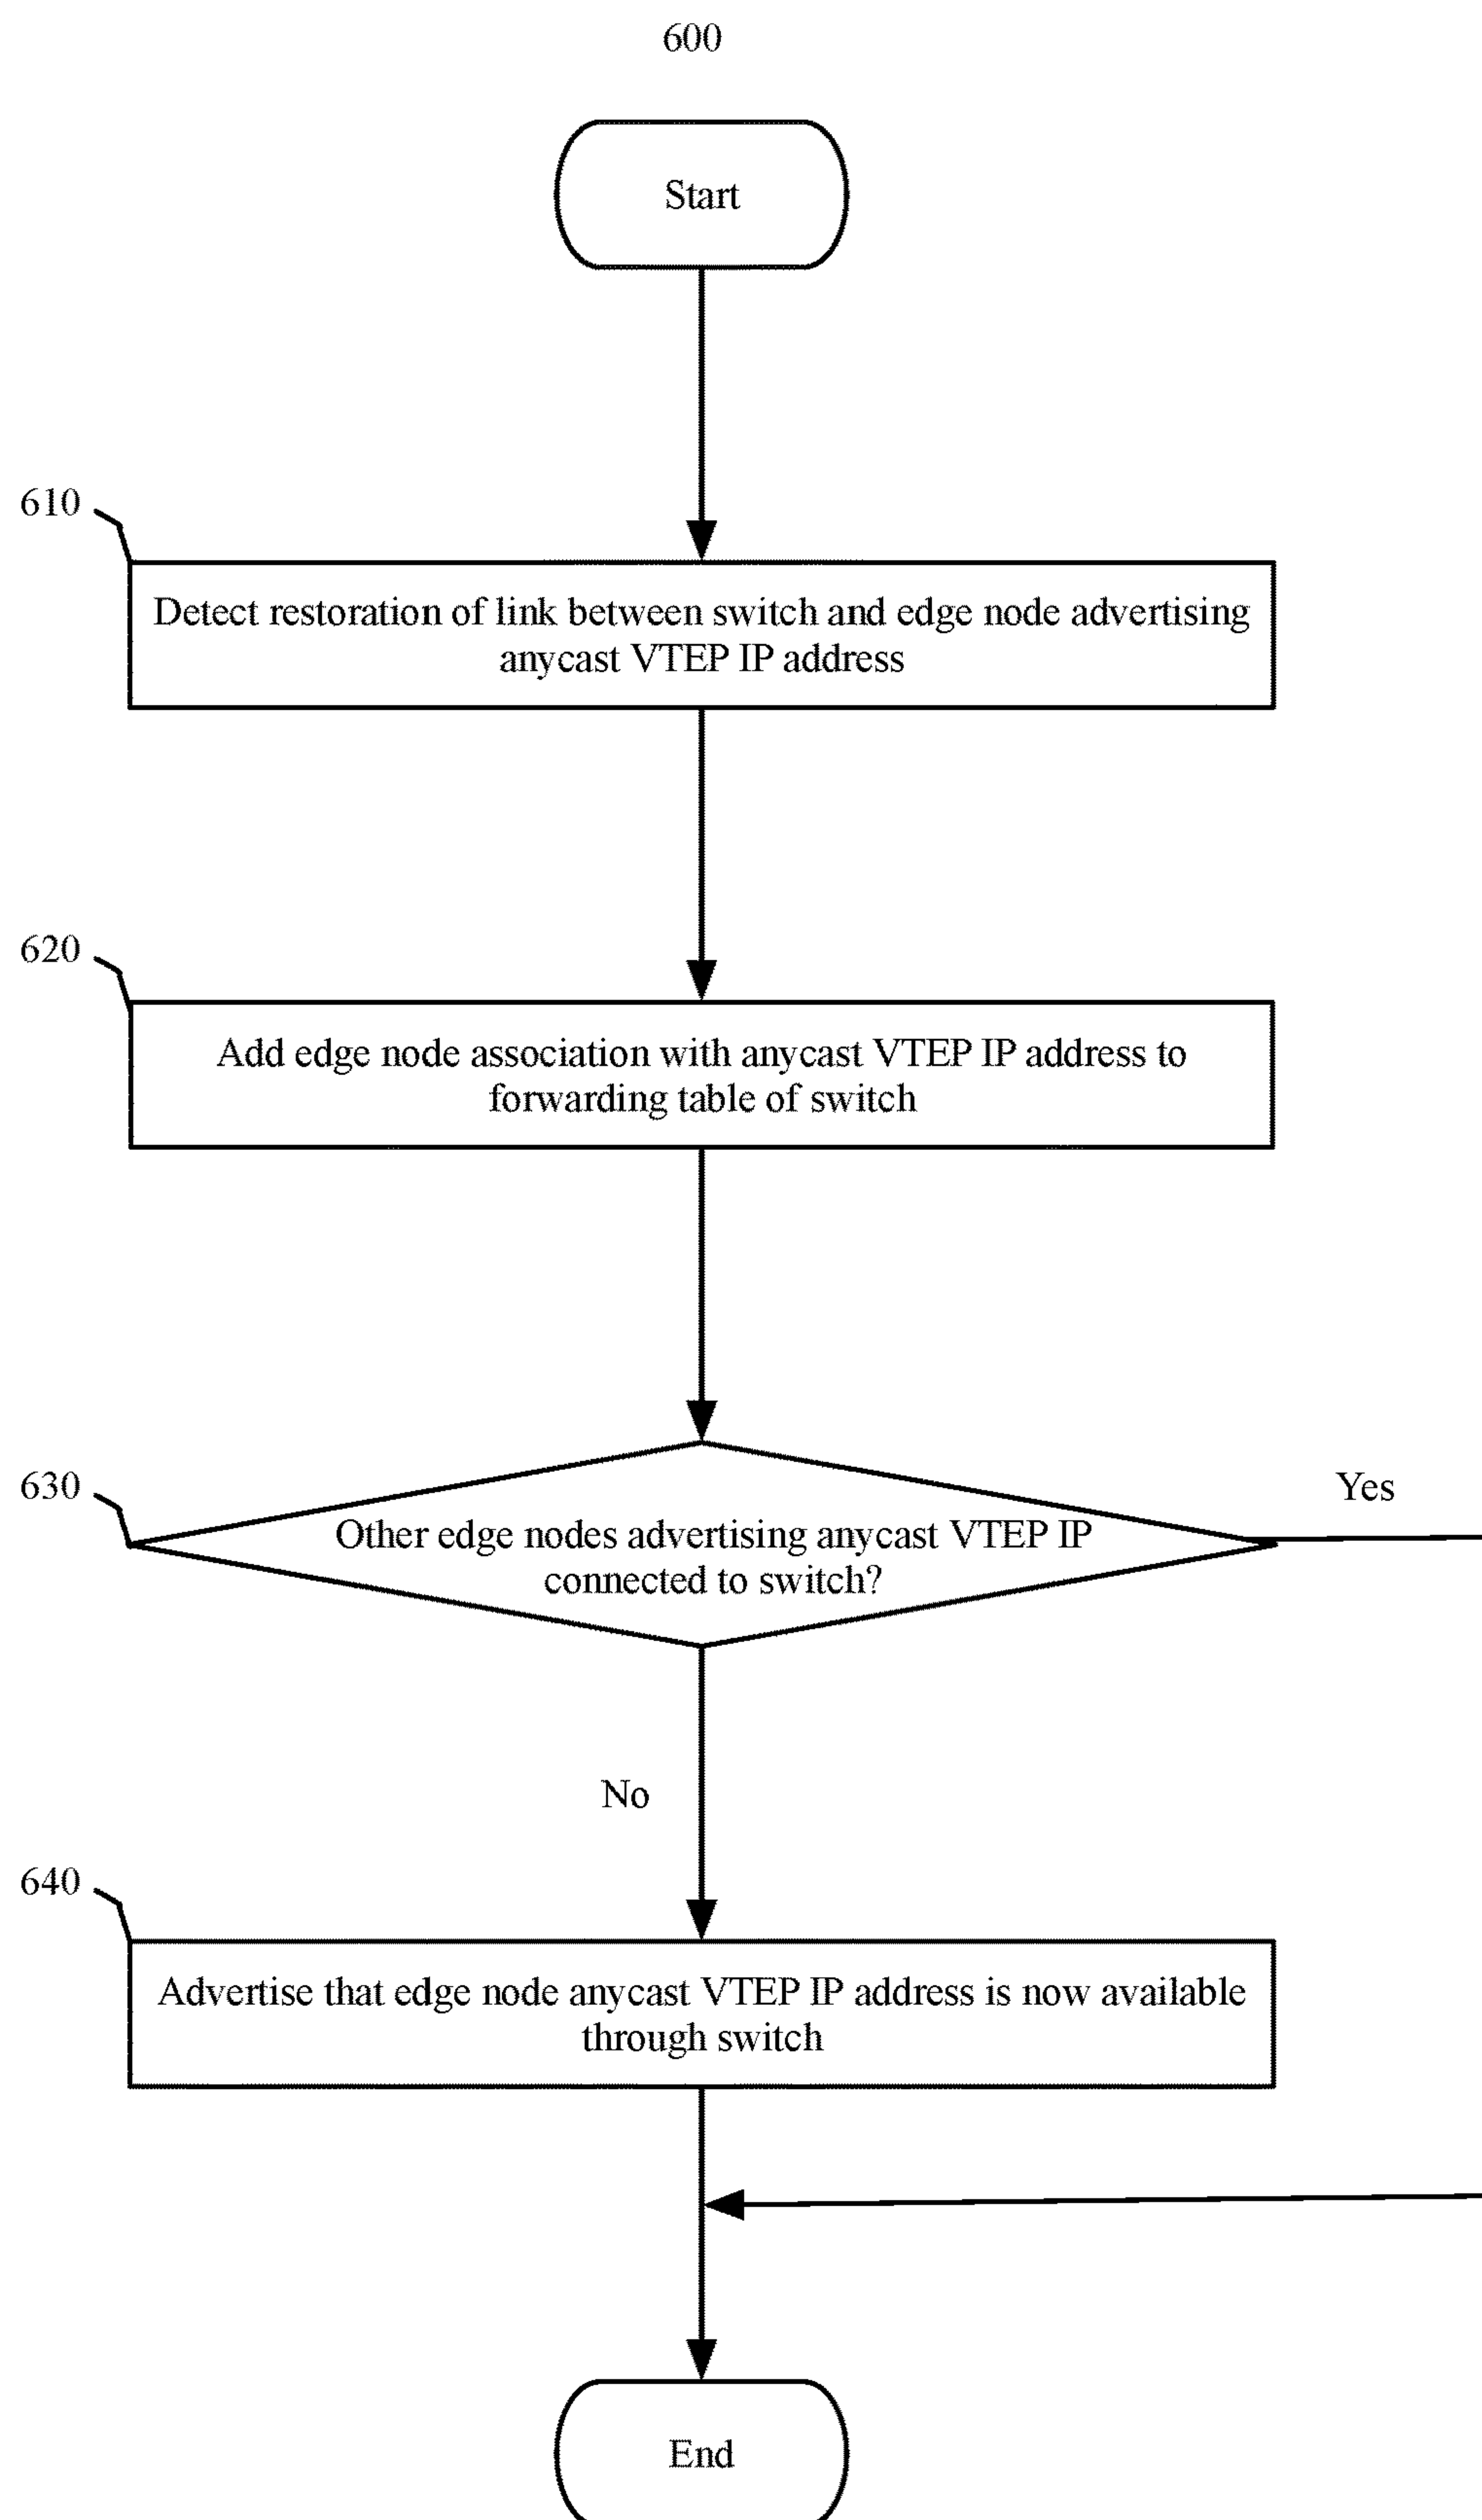 600
Start
610
Detect restoration of link between switch and edge node advertising
anycast VTEP IP address
620
Add edge node association with anycast VTEP IP address to
forwarding table of switch
630
Yes
Other edge nodes advertising anycast VTEP IP
connected to switch?
No
640
Advertise that edge node anycast VTEP IP address is now available
through switch
End